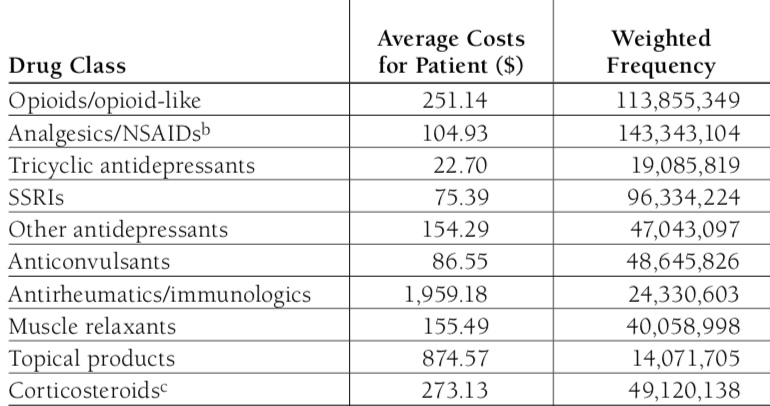 Average Costs Weighted
Drug Class for Patient ($) Frequency
Opioids/opioid-like 251.14 113,855,349
Analgesics/NSAIDsb 104.93 143,343,104
Tricyclic antidepressants 22.70 19,085,819
SSRIs 75.39 96,334,224
Other antidepressants 154.29 47,043,097
Anticonvulsants 86.55 48,645,826
Antirheumatics/immunologics 1,959.18 24,330,603
Muscle relaxants 155.49 40,058,998
Topical products 874.57 14,071,705
Corticosteroidsc 273.13 49,120,138